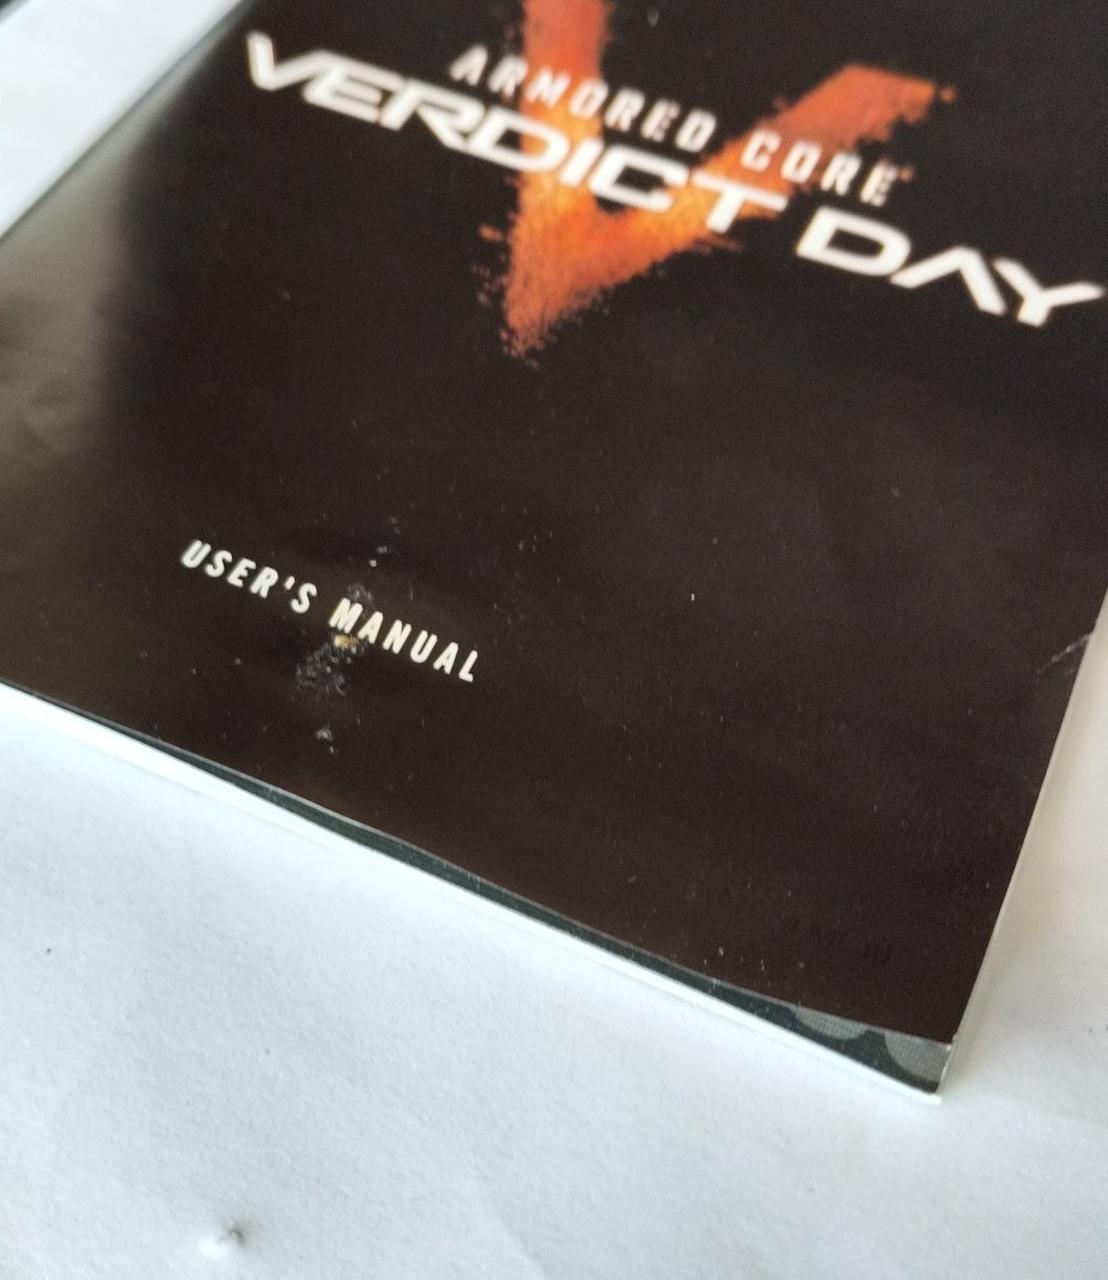 ARMORED CORE
VERDICT DAY
USER'S MANUAL